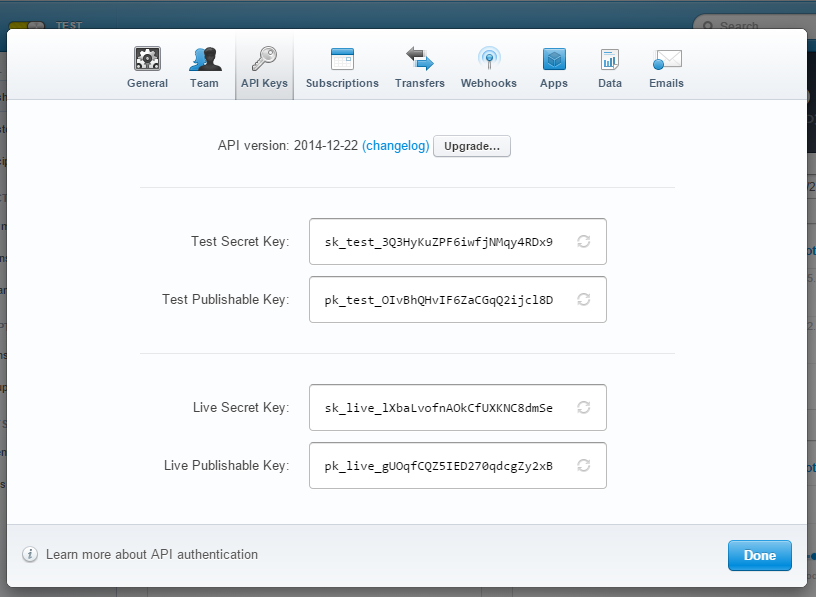 TEST
Search
General
Team
API Keys
Subscriptions
Transfers
Webhooks
Apps
Data
Emails
API version: 2014-12-22 (changelog) Upgrade...
Test Secret Key: sk_test_3Q3HyKuZPF6iwfjNMqy4RDx9
Test Publishable Key: pk_test_OIvBhQHvIF6ZaCGqQ2ijcl8D
Live Secret Key: sk_live_lXbaLvofnAOkCfUXKNC8dmSe
Live Publishable Key: pk_live_gUOqfCQZ5IED270qdcgZy2xB
Learn more about API authentication
Done